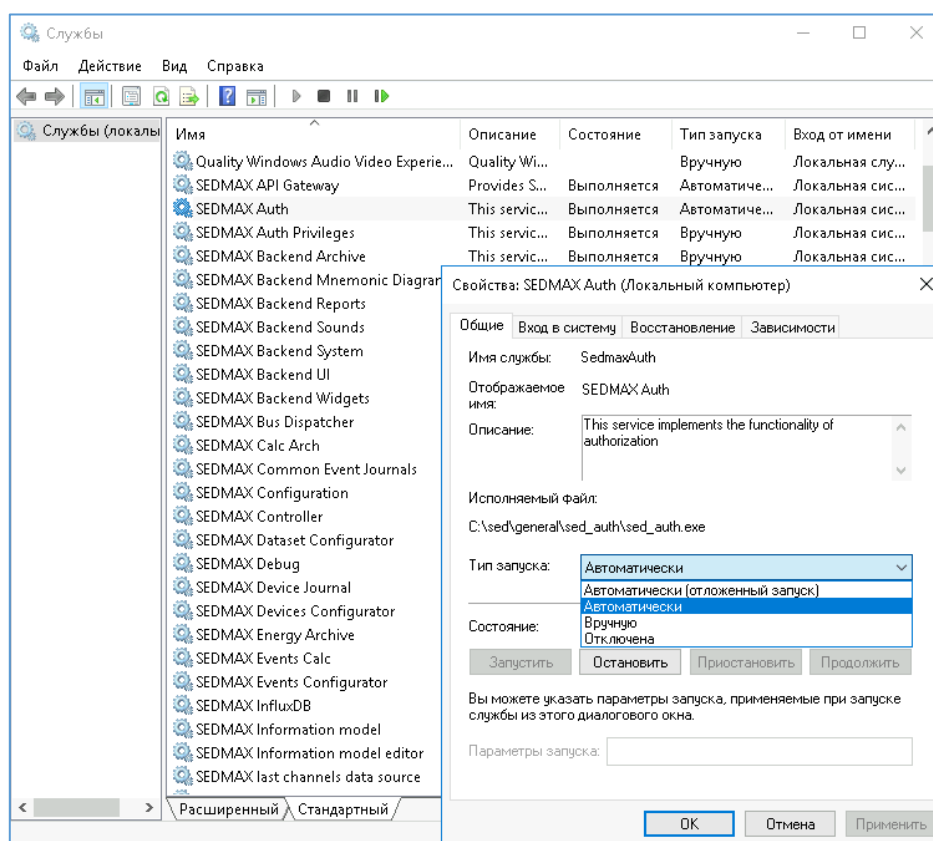 Службы
Файл Действие Вид Справка
Службы (локалы
Имя Описание Состояние Тип запуска Вход от имени
Quality Windows Audio Video Experie... Quality Wi... Вручную Локальная слу...
SEDMAX API Gateway Provides S... Выполняется Автоматиче... Локальная сис...
SEDMAX Auth This servic... Выполняется Автоматиче... Локальная сис...
SEDMAX Auth Privileges This servic... Выполняется Вручную Локальная сис...
SEDMAX Backend Archive This servic... Выполняется Вручную Локальная сис...
SEDMAX Backend Mnemonic Diagrar
SEDMAX Backend Reports
SEDMAX Backend Sounds
SEDMAX Backend System
SEDMAX Backend UI
SEDMAX Backend Widgets
SEDMAX Bus Dispatcher
SEDMAX Calc Arch
SEDMAX Common Event Journals
SEDMAX Configuration
SEDMAX Controller
SEDMAX Dataset Configurator
SEDMAX Debug
SEDMAX Device Journal
SEDMAX Devices Configurator
SEDMAX Energy Archive
SEDMAX Events Calc
SEDMAX Events Configurator
SEDMAX InfluxDB
SEDMAX Information model
SEDMAX Information model editor
SEDMAX last channels data source
Расширенный Стандартный
Свойства: SEDMAX Auth (Локальный компьютер)
Общие Вход в систему Восстановление Зависимости
Имя службы: SedmaxAuth
Отображаемое
имя: SEDMAX Auth
Описание: This service implements the functionality of
authorization
Исполняемый файл:
C:\sed\general\sed_auth\sed_auth.exe
Тип запуска: Автоматически
Автоматически (отложенный запуск)
Автоматически
Вручную
Отключена
Состояние:
Запустить Остановить Приостановить Продолжить
Вы можете указать параметры запуска, применяемые при запуске
службы из этого диалогового окна.
Параметры запуска:
OK Отмена Применить